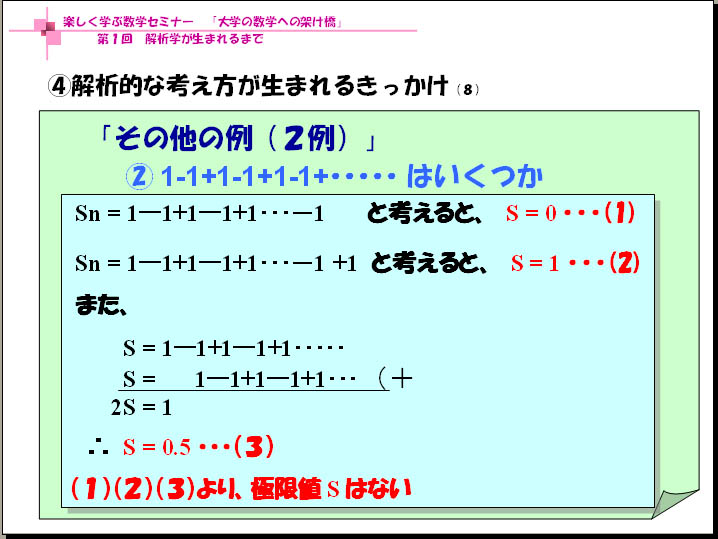 楽しく学ぶ数学セミナー 「大学の数学への架け橋」
第1回 解析学が生まれるまで
④解析的な考え方が生まれるきっかけ（8）
「その他の例（2例）」
② 1-1+1-1+1-1+・・・・・ はいくつか
Sn = 1―1+1―1+1・・・―1 と考えると、 S = 0・・・(1)
Sn = 1―1+1―1+1・・・―1 +1 と考えると、 S = 1・・・(2)
また、
S = 1―1+1―1+1・・・・・
S = 1―1+1―1+1・・・ （＋
2S = 1
∴ S = 0.5・・・(3)
(1)(2)(3)より、極限値 S はない